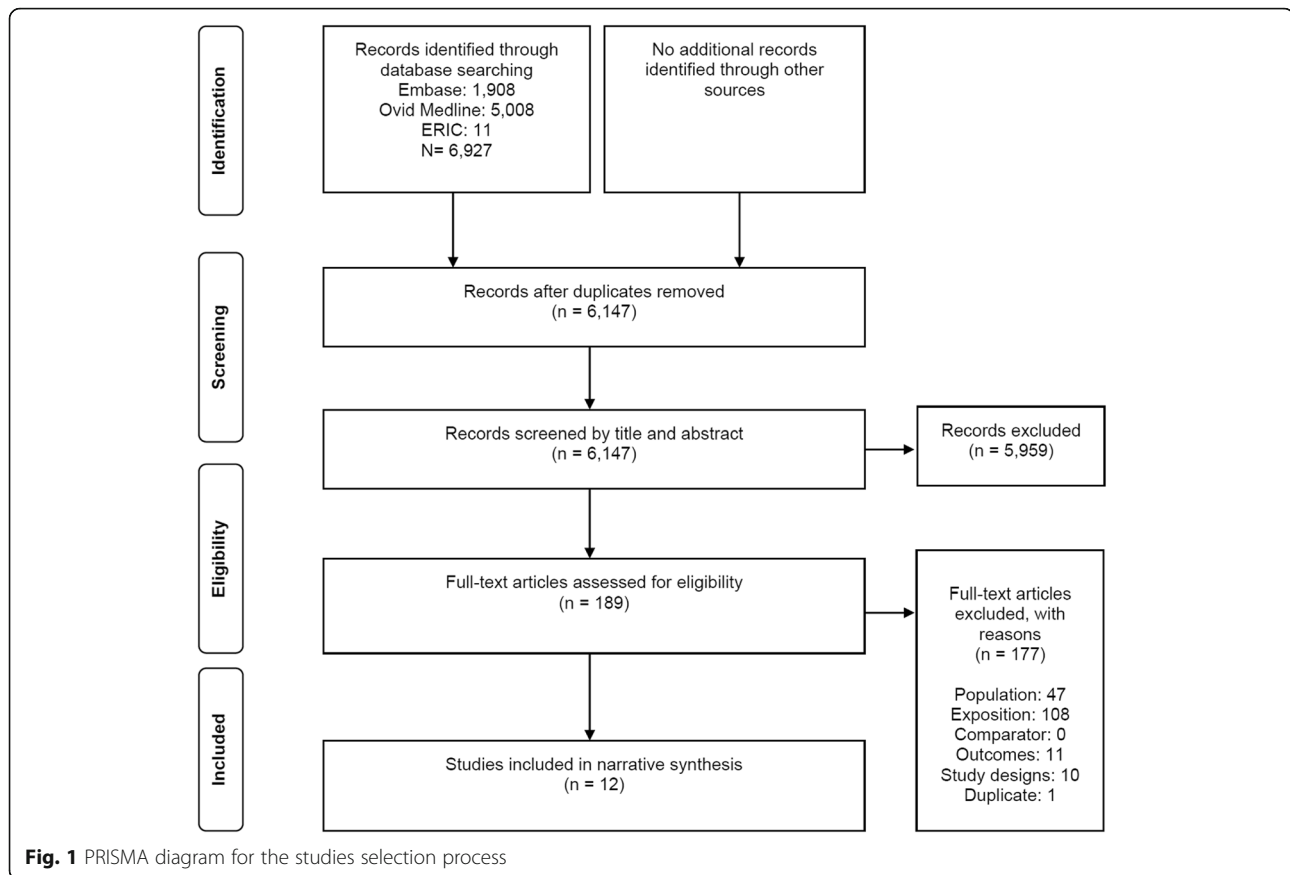 Identification
Records identified through
database searching
Embase: 1,908
Ovid Medline: 5,008
ERIC: 11
N= 6,927
No additional records
identified through other
sources
Screening
Records after duplicates removed
(n = 6,147)
Records screened by title and abstract
(n = 6,147)
Records excluded
(n = 5,959)
Eligibility
Full-text articles assessed for eligibility
(n = 189)
Full-text articles
excluded, with
reasons
(n = 177)
Population: 47
Exposition: 108
Comparator: 0
Outcomes: 11
Study designs: 10
Duplicate: 1
Included
Studies included in narrative synthesis
(n = 12)
Fig. 1 PRISMA diagram for the studies selection process